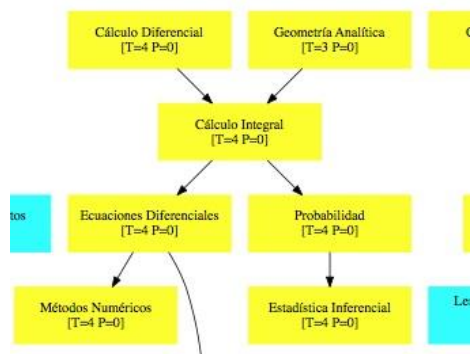 Cálculo Diferencial
[T=4 P=0]
Geometría Analítica
[T=3 P=0]
Cálculo Integral
[T=4 P=0]
Ecuaciones Diferenciales
[T=4 P=0]
Probabilidad
[T=4 P=0]
Métodos Numéricos
[T=4 P=0]
Estadística Inferencial
[T=4 P=0]